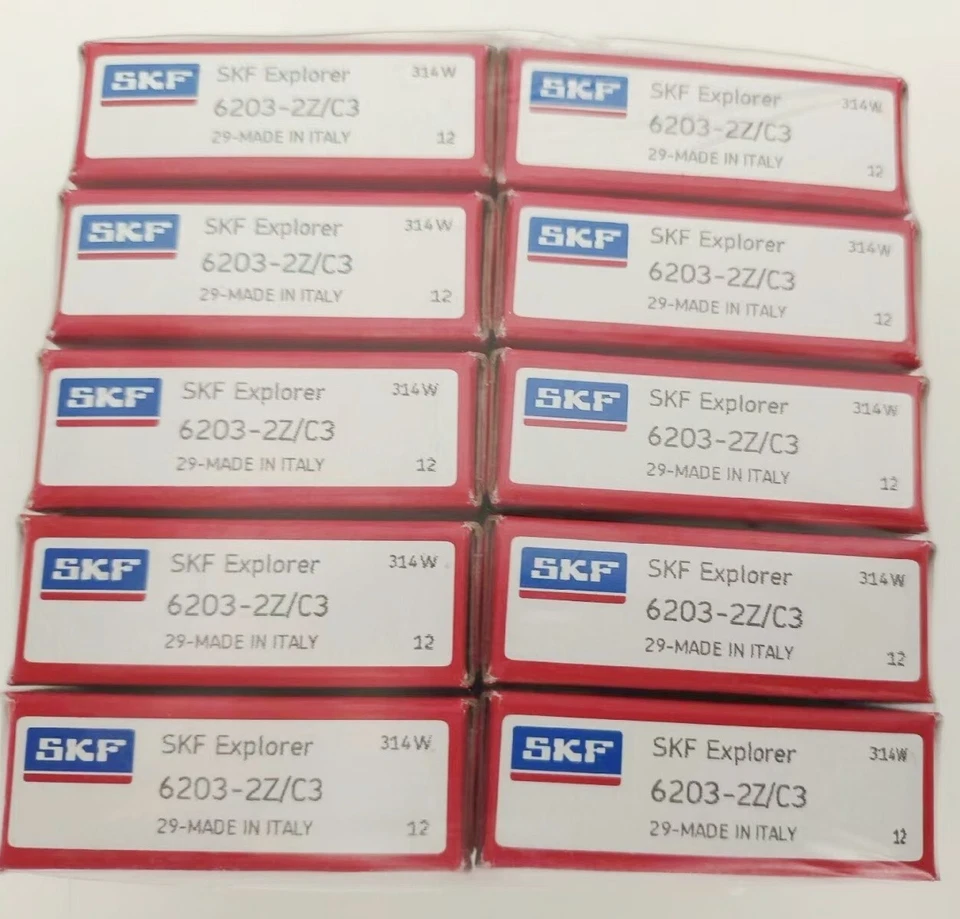 SKF SKF Explorer 314W
6203-2Z/C3
29-MADE IN ITALY 12
SKF SKF Explorer 314W
6203-2Z/C3
29-MADE IN ITALY 12
SKF SKF Explorer 314W
6203-2Z/C3
29-MADE IN ITALY 12
SKF SKF Explorer 314W
6203-2Z/C3
29-MADE IN ITALY 12
SKF SKF Explorer 314W
6203-2Z/C3
29-MADE IN ITALY 12
SKF SKF Explorer 314W
6203-2Z/C3
29-MADE IN ITALY 12
SKF SKF Explorer 314W
6203-2Z/C3
29-MADE IN ITALY 12
SKF SKF Explorer 314W
6203-2Z/C3
29-MADE IN ITALY 12
SKF SKF Explorer 314W
6203-2Z/C3
29-MADE IN ITALY 12
SKF SKF Explorer 314W
6203-2Z/C3
29-MADE IN ITALY 12